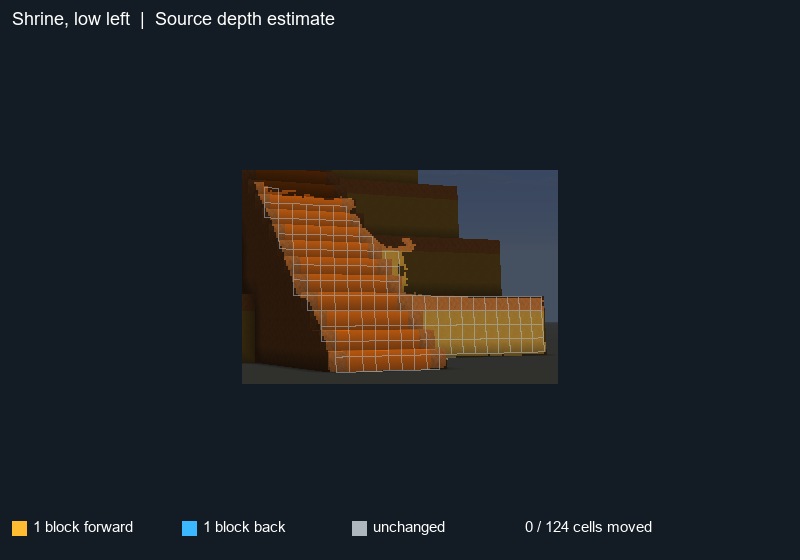 Shrine, low left | Source depth estimate
1 block forward 1 block back unchanged 0 / 124 cells moved